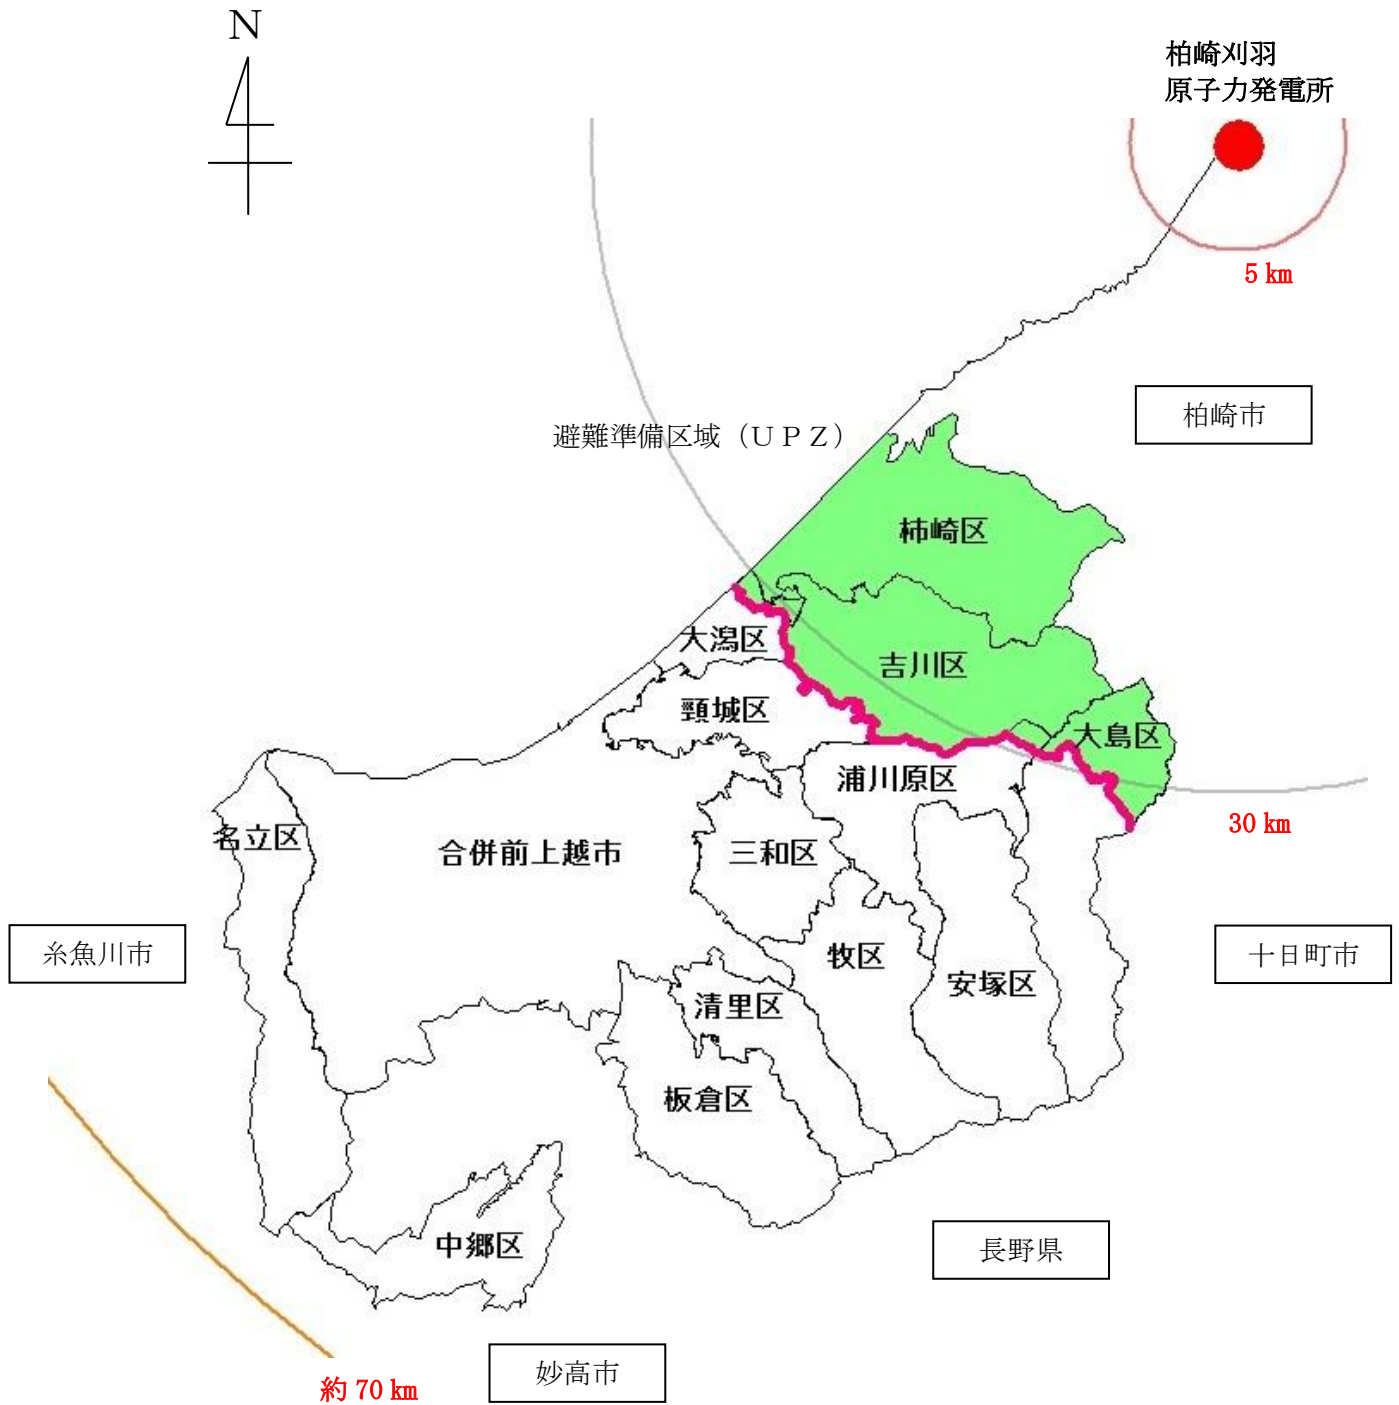 N
柏崎刈羽
原子力発電所
5 km
柏崎市
避難準備区域（ＵＰＺ）
柿崎区
大潟区
吉川区
頸城区
大島区
浦川原区
30 km
名立区
合併前上越市
三和区
糸魚川市
牧区
十日町市
安塚区
清里区
板倉区
中郷区
長野県
妙高市
約 70 km